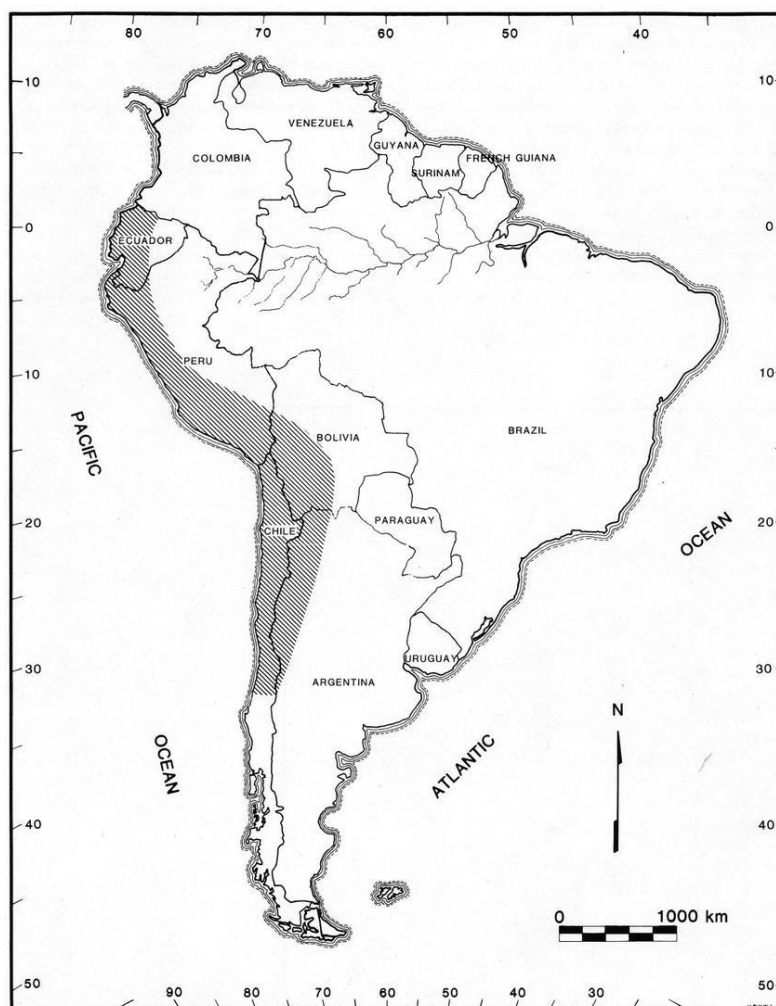 80 70 60 50 40
10 10
VENEZUELA
GUYANA
COLOMBIA
FRENCH GUIANA
SURINAM
0 0
ECUADOR
PERU
10 10
PACIFIC
BOLIVIA
BRAZIL
20 20
CHILE
PARAGUAY
OCEAN
30 30
URUGUAY
ARGENTINA
N
OCEAN
ATLANTIC
40 40
0 1000 km
50 50
90 80 70 60 50 40 30